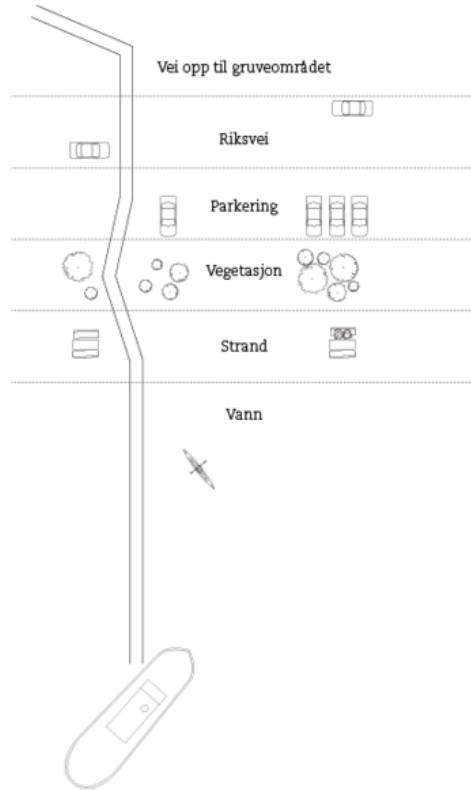 Vei opp til gruveområdet
Riksvei
Parkering
Vegetasjon
Strand
Vann